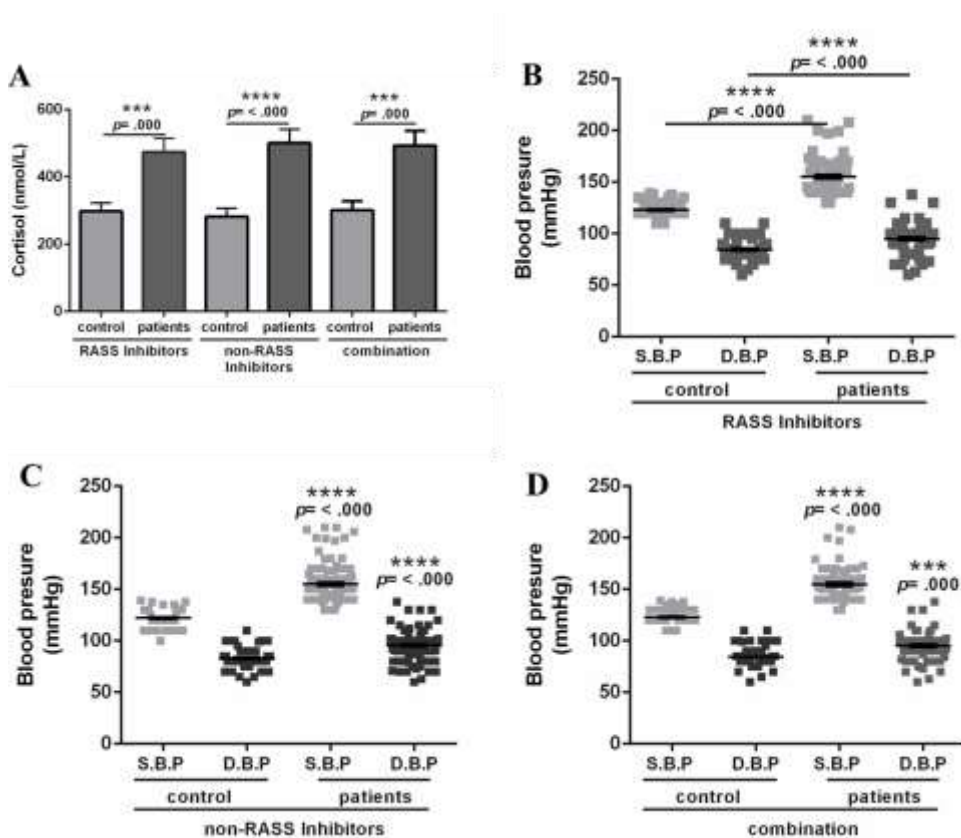 A
***
p= .000
****
p= < .000
***
p= .000
Cortisol (nmol/L)
600
400
200
0
control patients control patients control patients
RASS Inhibitors non-RASS Inhibitors combination
B
****
p= < .000
****
p= < .000
Blood presure (mmHg)
250
200
150
100
50
0
S.B.P D.B.P S.B.P D.B.P
control patients
RASS Inhibitors
C
****
p= < .000
****
p= < .000
Blood presure (mmHg)
250
200
150
100
50
0
S.B.P D.B.P S.B.P D.B.P
control patients
non-RASS Inhibitors
D
****
p= < .000
***
p= .000
Blood presure (mmHg)
250
200
150
100
50
0
S.B.P D.B.P S.B.P D.B.P
control patients
combination